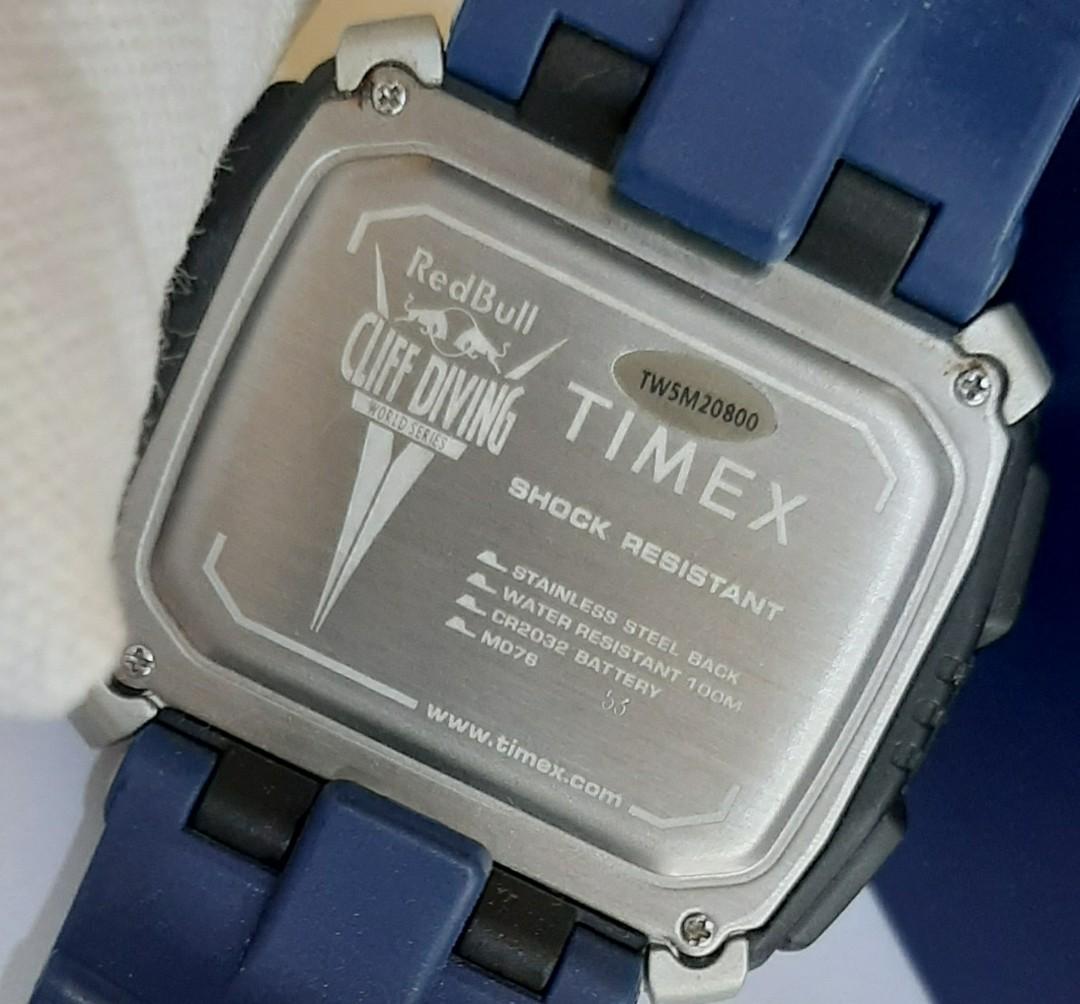 RedBull
CLIFF DIVING
WORLD SERIES
TW5M20800
TIMEX
SHOCK RESISTANT
STAINLESS STEEL BACK
WATER RESISTANT 100M
CR2032 BATTERY
M076
www.timex.com